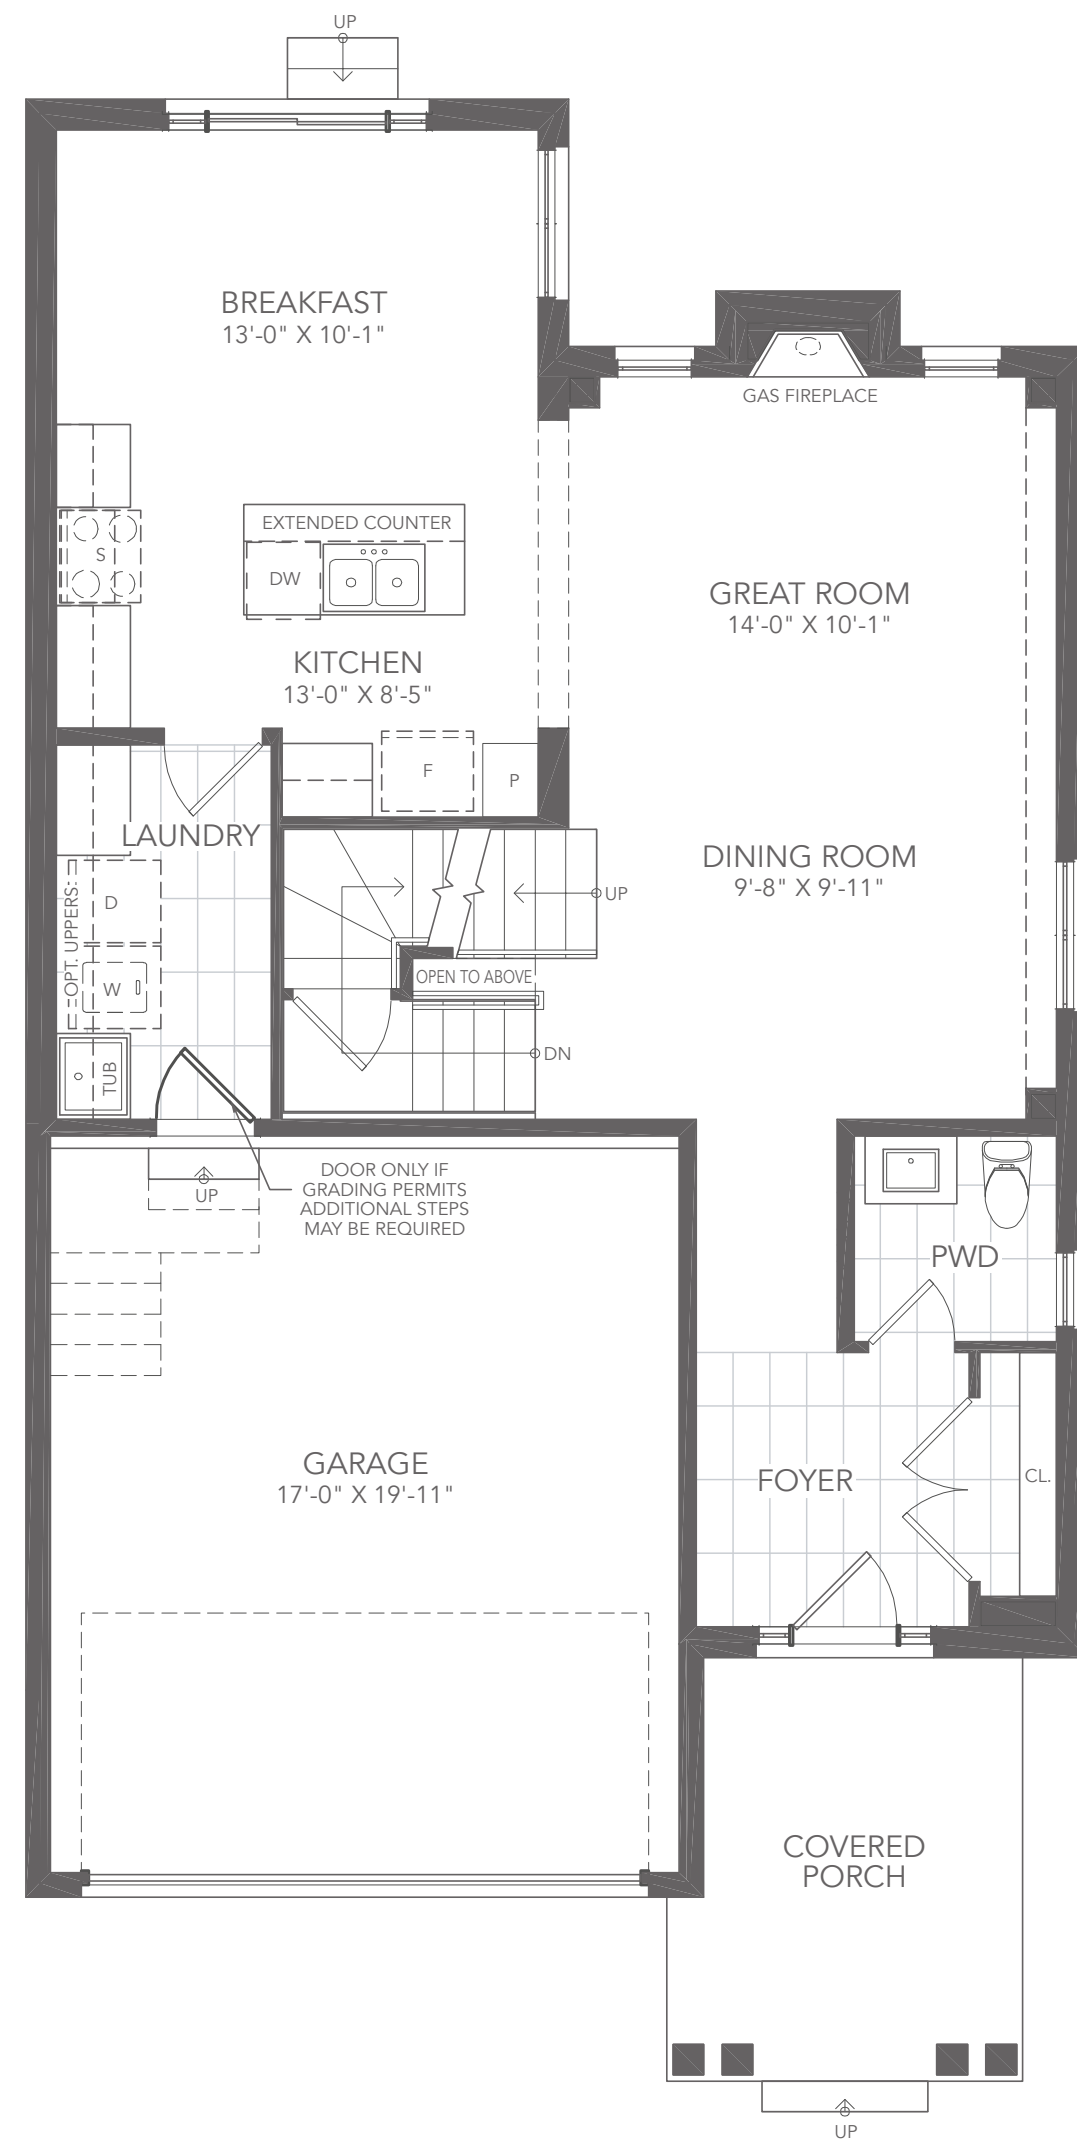 UP
BREAKFAST
13'-0" X 10'-1"
GAS FIREPLACE
EXTENDED COUNTER
S
DW
GREAT ROOM
14'-0" X 10'-1"
KITCHEN
13'-0" X 8'-5"
F
P
LAUNDRY
DINING ROOM
9'-8" X 9'-11"
UP
D
OPT. UPPERS
W
OPEN TO ABOVE
DN
TUB
UP
DOOR ONLY IF
GRADING PERMITS
ADDITIONAL STEPS
MAY BE REQUIRED
PWD
GARAGE
17'-0" X 19'-11"
FOYER
CL.
COVERED
PORCH
UP